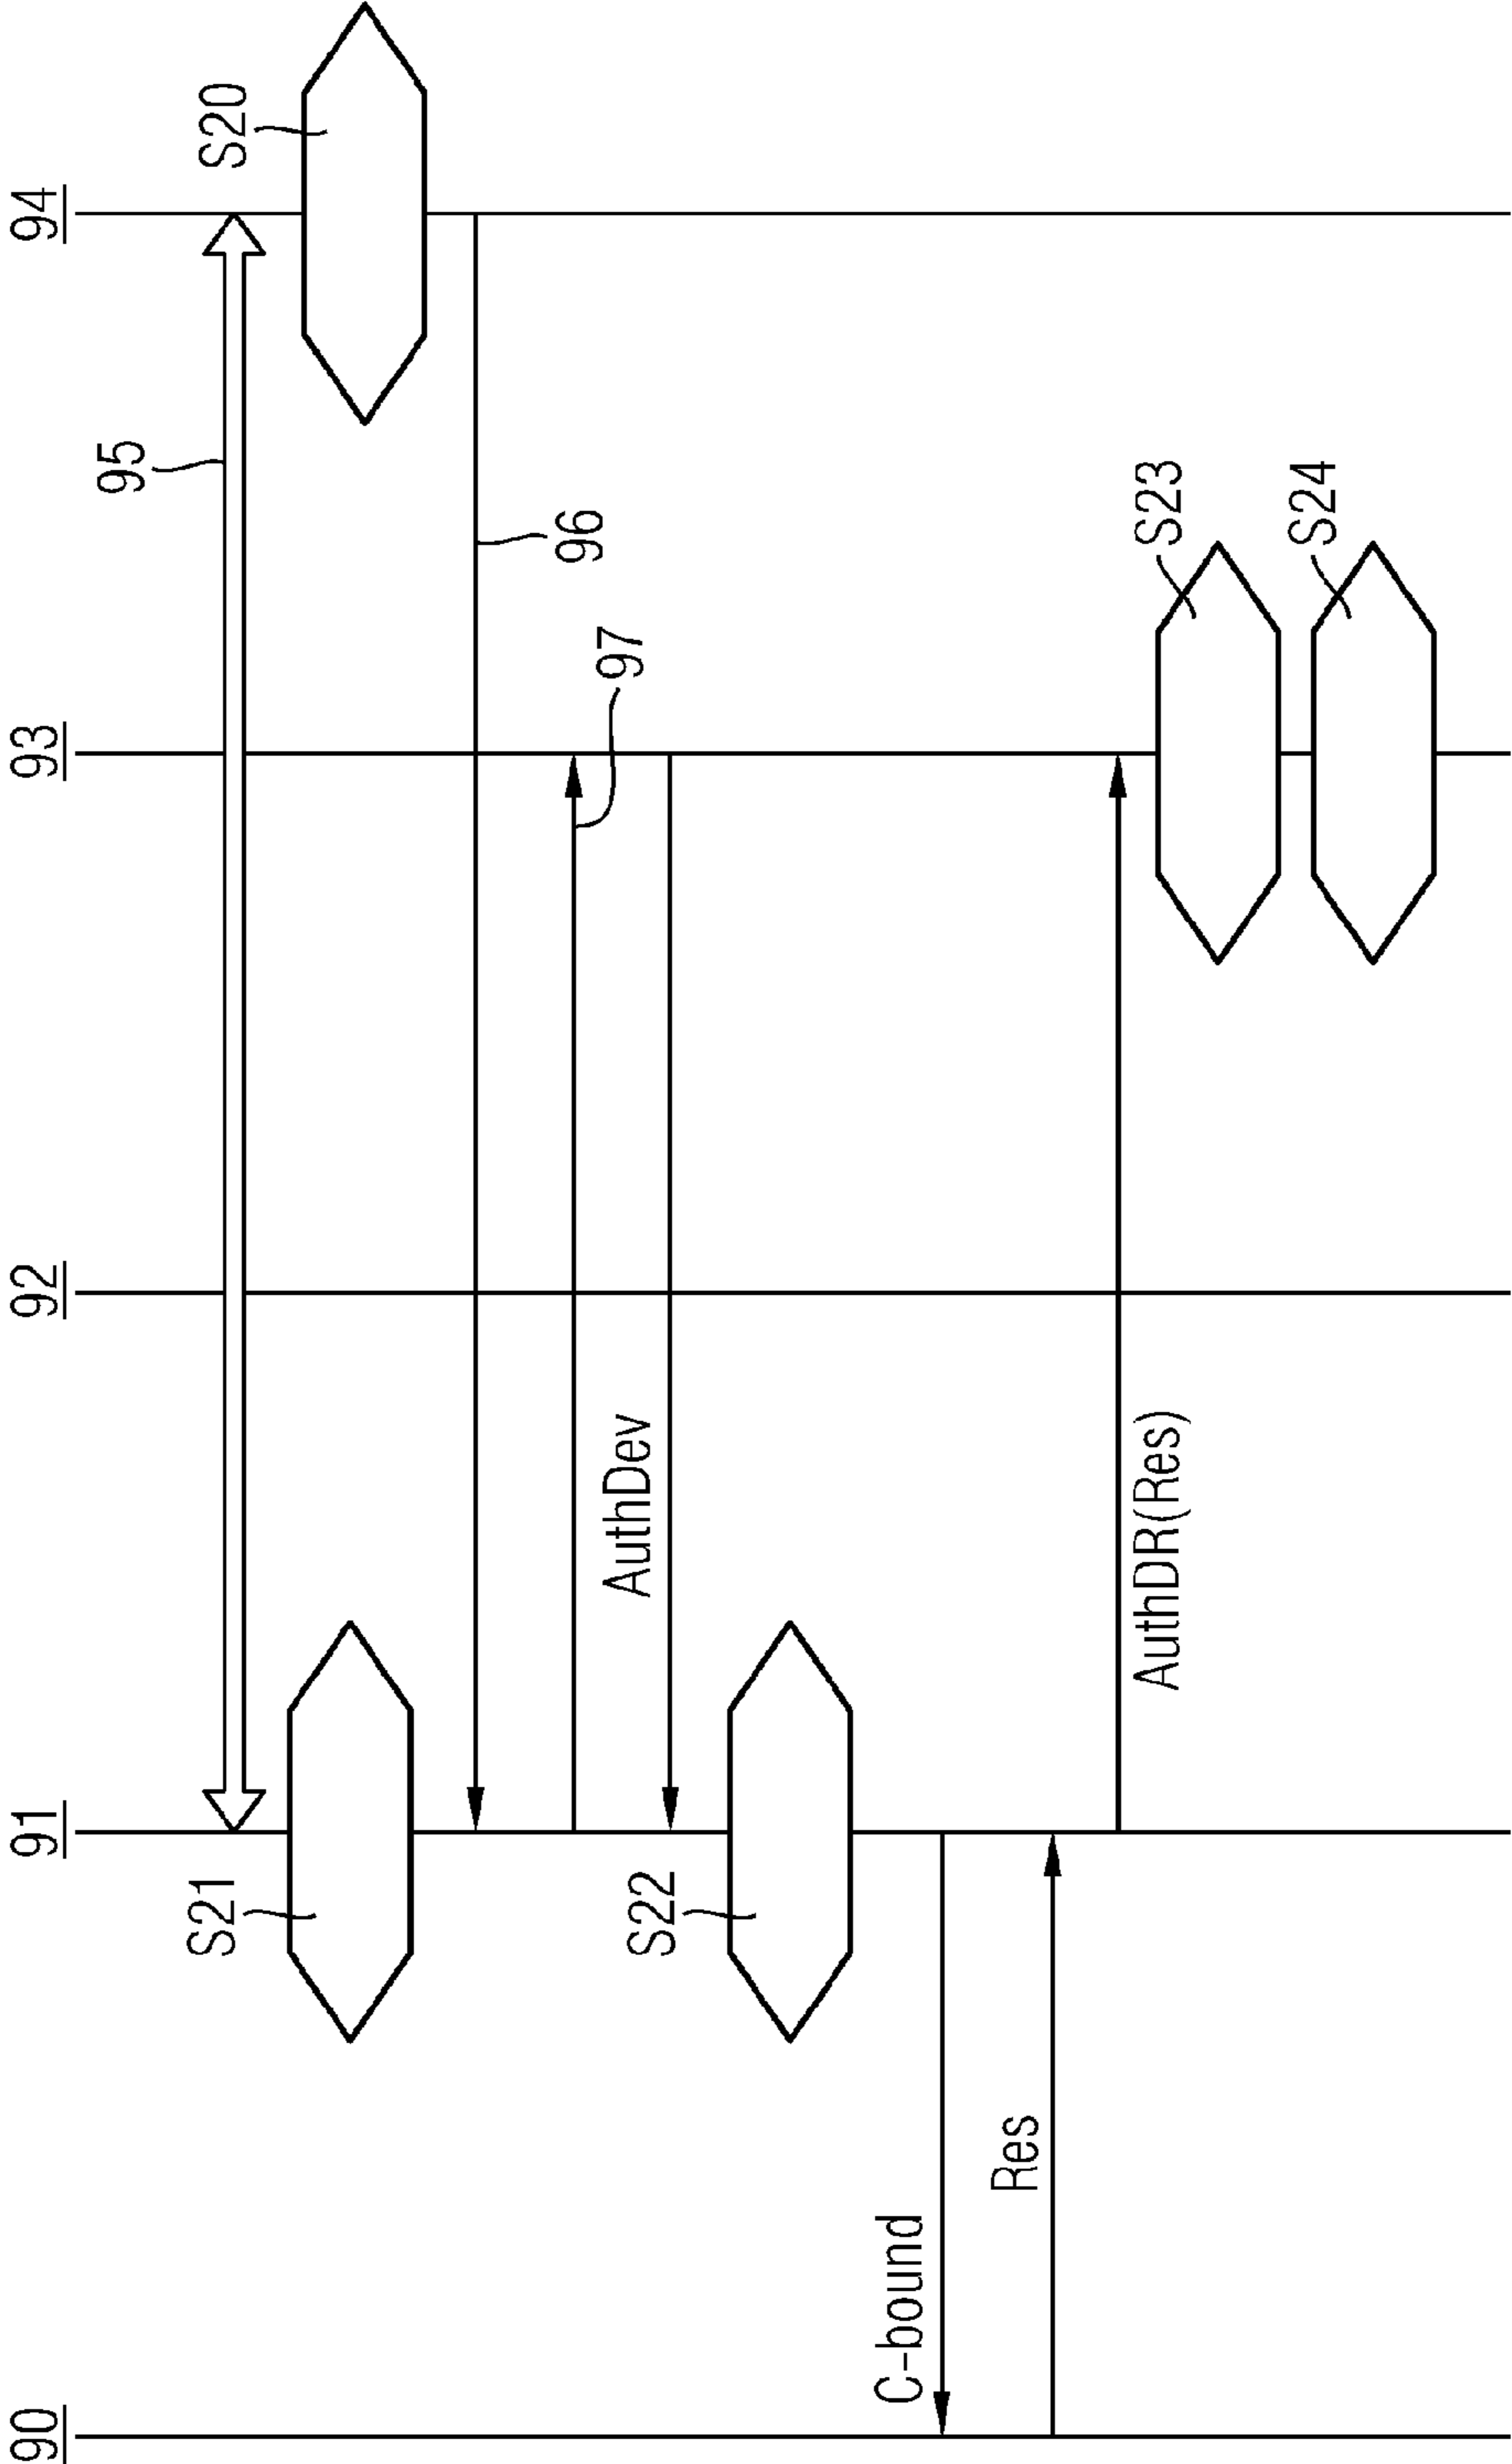 90
91
92
93
94
95
S20
S21
96
97
AuthDev
S22
C-bound
Res
AuthDR(Res)
S23
S24